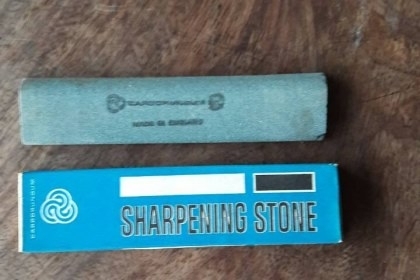 CARBORUNDUM
MADE IN ENGLAND
CARBORUNDUM
SHARPENING STONE